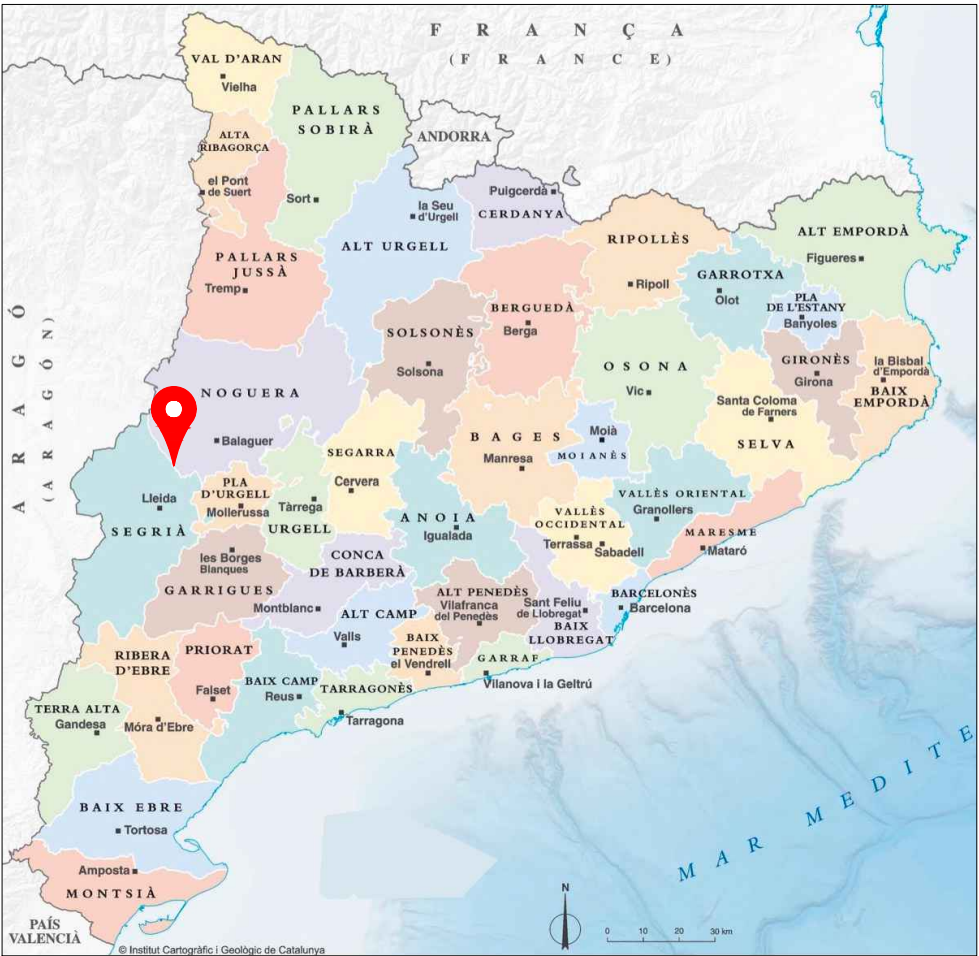 F R A N Ç A
( F R A N C E )
VAL D'ARAN
Vielha
PALLARS
SOBIRÀ
ANDORRA
ALTA
RIBAGORÇA
el Pont
de Suert
Sort
Puigcerdà
CERDANYA
la Seu
d'Urgell
ALT URGELL
RIPOLLÈS
Ripoll
ALT EMPORDÀ
Figueres
PALLARS
JUSSÀ
Tremp
GARROTXA
Olot
PLA
DE L'ESTANY
Banyoles
BERGUEDÀ
Berga
SOLSONÈS
Solsona
OSONA
Vic
GIRONÈS
Girona
la Bisbal
d'Empordà
BAIX
EMPORDÀ
A R A G Ó
( A R A G Ó N )
NOGUERA
Balaguer
Santa Coloma
de Farners
SELVA
BAGES
Manresa
Moià
MOIANÈS
SEGARRA
Cervera
Lleida
SEGRIÀ
PLA
D'URGELL
Mollerussa
Tàrrega
URGELL
ANOIA
Igualada
VALLÈS ORIENTAL
Granollers
VALLÈS
OCCIDENTAL
Terrassa
Sabadell
MARESME
Mataró
les Borges
Blanques
GARRIGUES
CONCA
DE BARBERÀ
Montblanc
ALT PENEDÈS
Vilafranca
del Penedès
Sant Feliu
de Llobregat
BAIX
LLOBREGAT
BARCELONÈS
Barcelona
ALT CAMP
Valls
BAIX
PENEDÈS
el Vendrell
GARRAF
Vilanova i la Geltrú
RIBERA
D'EBRE
Móra d'Ebre
PRIORAT
Falset
BAIX CAMP
Reus
TARRAGONÈS
Tarragona
TERRA ALTA
Gandesa
BAIX EBRE
Tortosa
Amposta
MONTSIÀ
MAR MEDITE
PAÍS
VALENCIÀ
N
0 10 20 30 km
© Institut Cartogràfic i Geològic de Catalunya